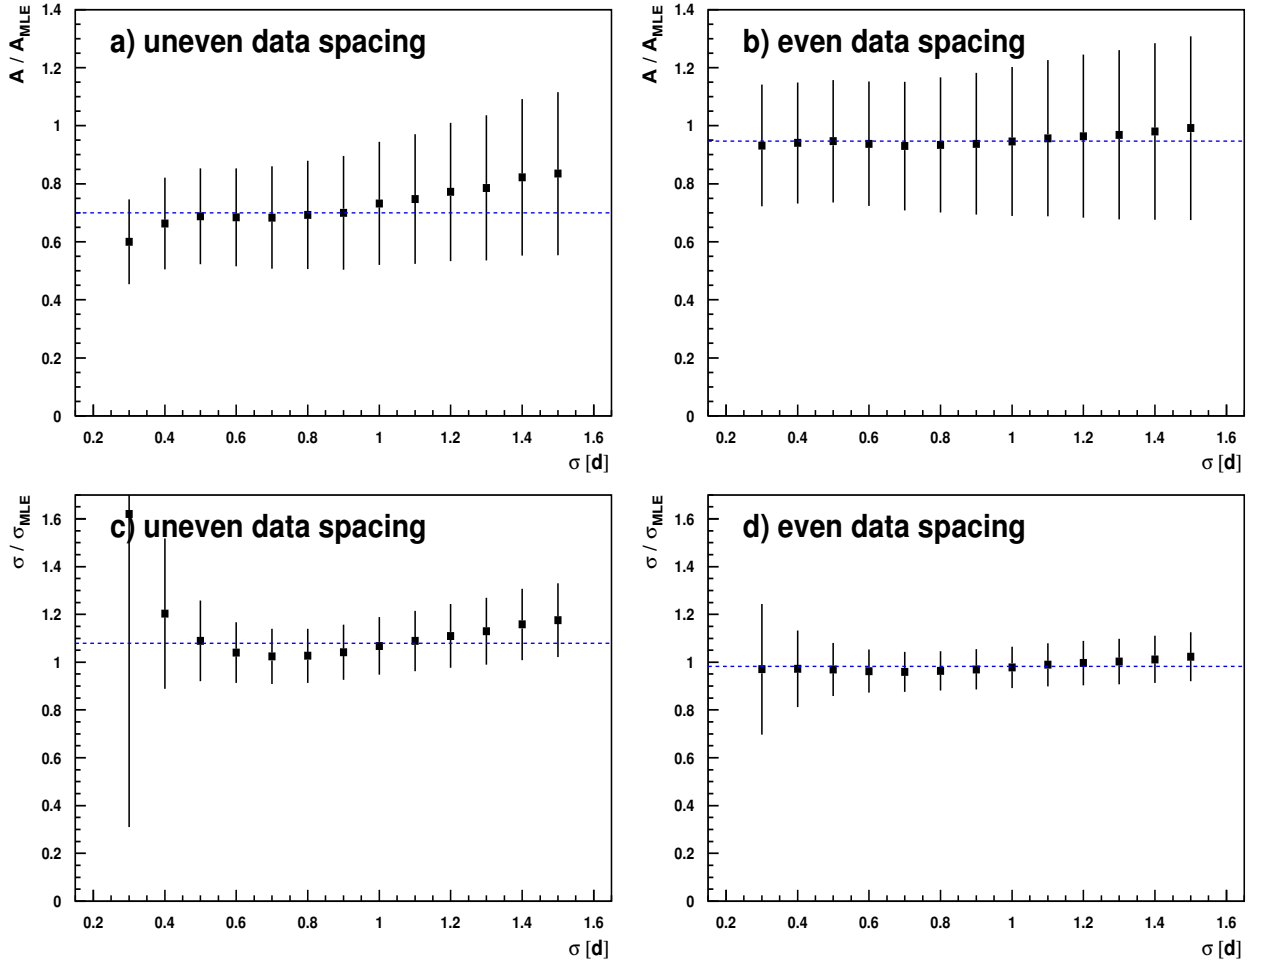 A / A_MLE
a) uneven data spacing
1.4
1.2
1
0.8
0.6
0.4
0.2
0
0.2 0.4 0.6 0.8 1 1.2 1.4 1.6
σ [d]
A / A_MLE
b) even data spacing
1.4
1.2
1
0.8
0.6
0.4
0.2
0
0.2 0.4 0.6 0.8 1 1.2 1.4 1.6
σ [d]
σ / σ_MLE
c) uneven data spacing
1.6
1.4
1.2
1
0.8
0.6
0.4
0.2
0
0.2 0.4 0.6 0.8 1 1.2 1.4 1.6
σ [d]
σ / σ_MLE
d) even data spacing
1.6
1.4
1.2
1
0.8
0.6
0.4
0.2
0
0.2 0.4 0.6 0.8 1 1.2 1.4 1.6
σ [d]